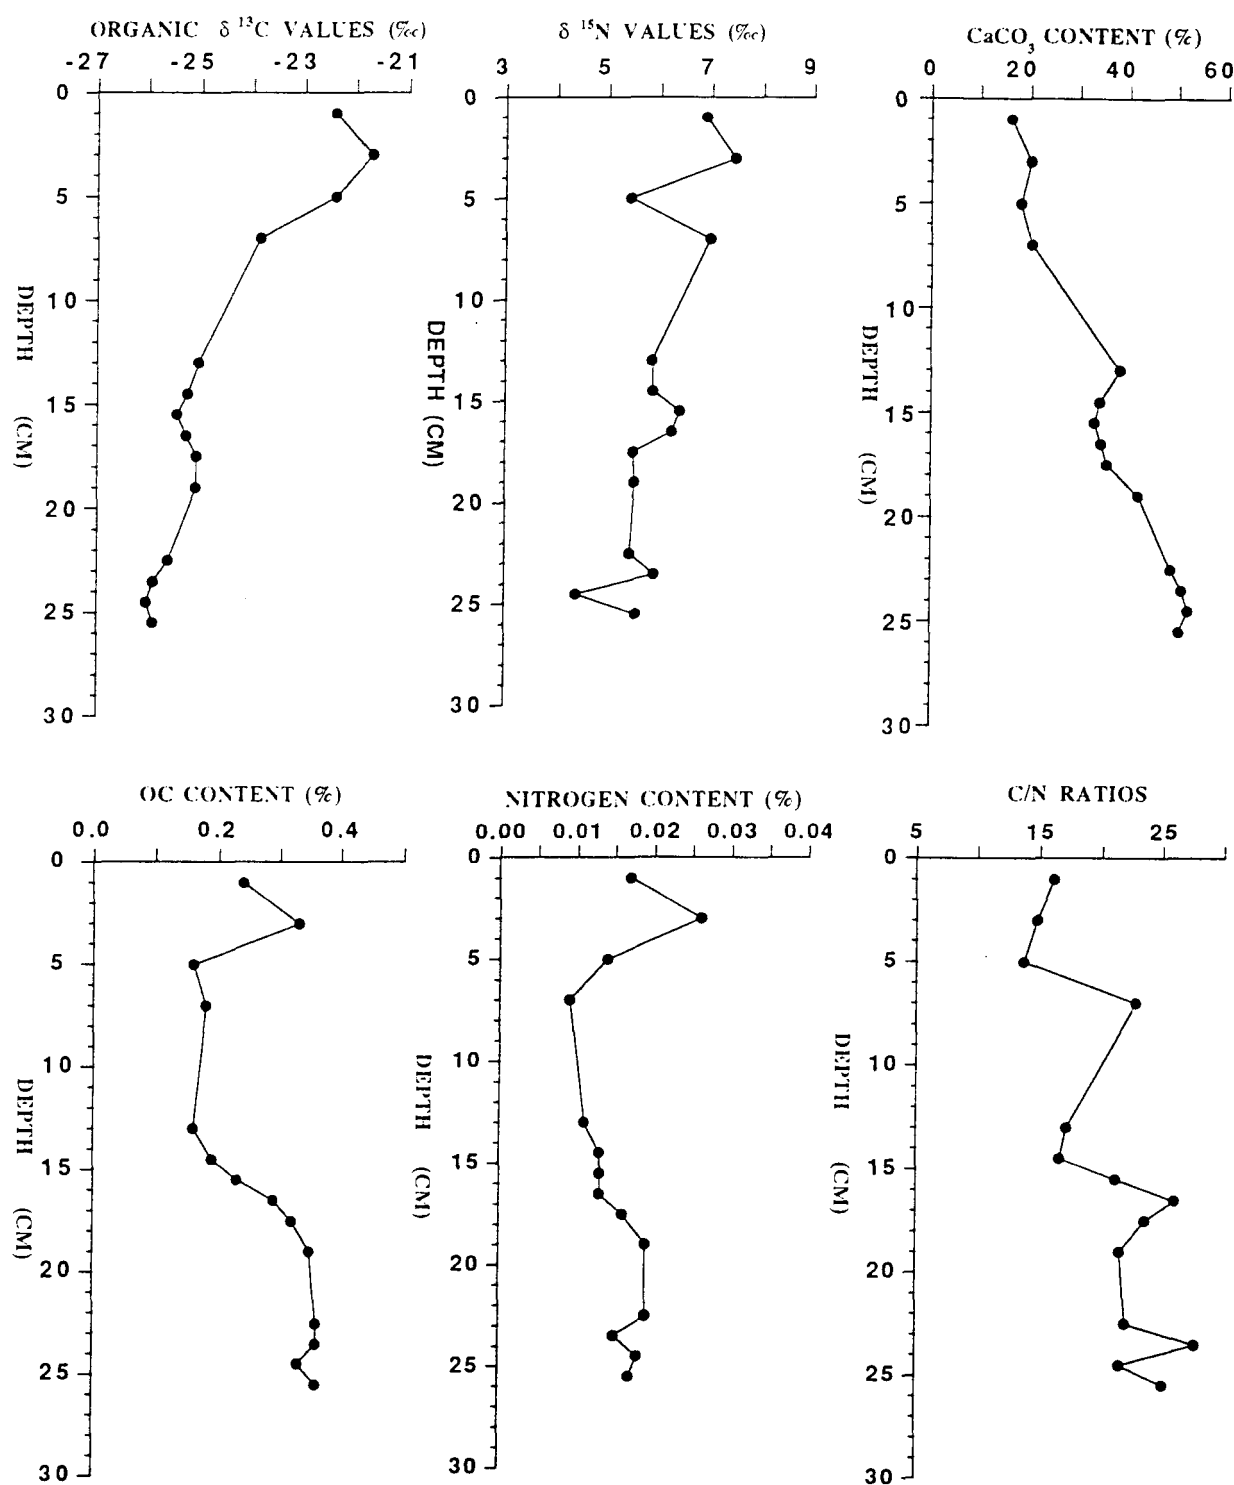 ORGANIC δ ¹³C VALUES (‰)
-27 -25 -23 -21
0
5
10
15
20
25
30
DEPTH (CM)
δ ¹⁵N VALUES (‰)
3 5 7 9
0
5
10
15
20
25
30
DEPTH (CM)
CaCO₃ CONTENT (%)
0 20 40 60
0
5
10
15
20
25
30
DEPTH (CM)
OC CONTENT (%)
0.0 0.2 0.4
0
5
10
15
20
25
30
DEPTH (CM)
NITROGEN CONTENT (%)
0.00 0.01 0.02 0.03 0.04
0
5
10
15
20
25
30
DEPTH (CM)
C/N RATIOS
5 15 25
0
5
10
15
20
25
30
DEPTH (CM)